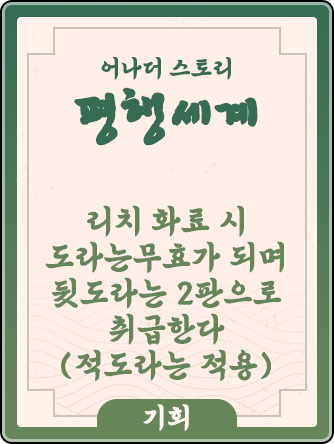 어나더 스토리
평행세계
리치 화료 시
도라는무효가 되며
뒷도라는 2판으로
취급한다
(적도라는 적용)
기회